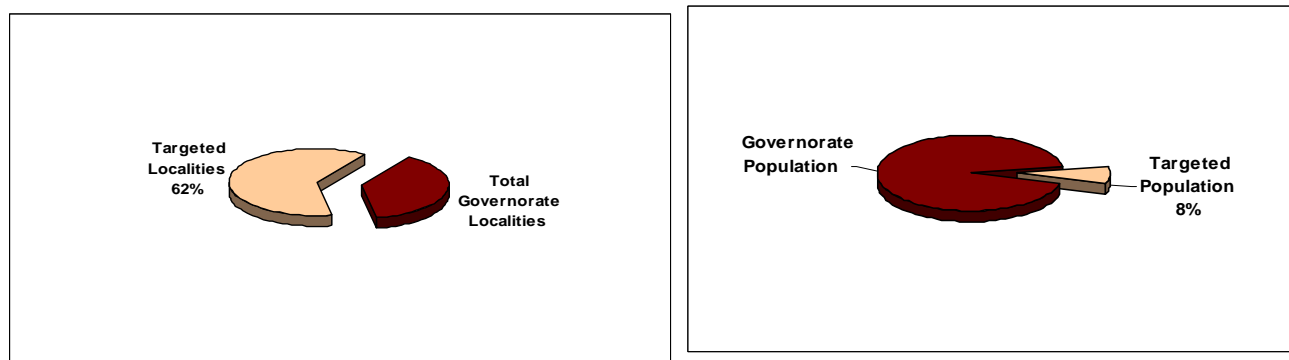 Targeted
Localities
62%
Total
Governorate
Localities
Governorate
Population
Targeted
Population
8%